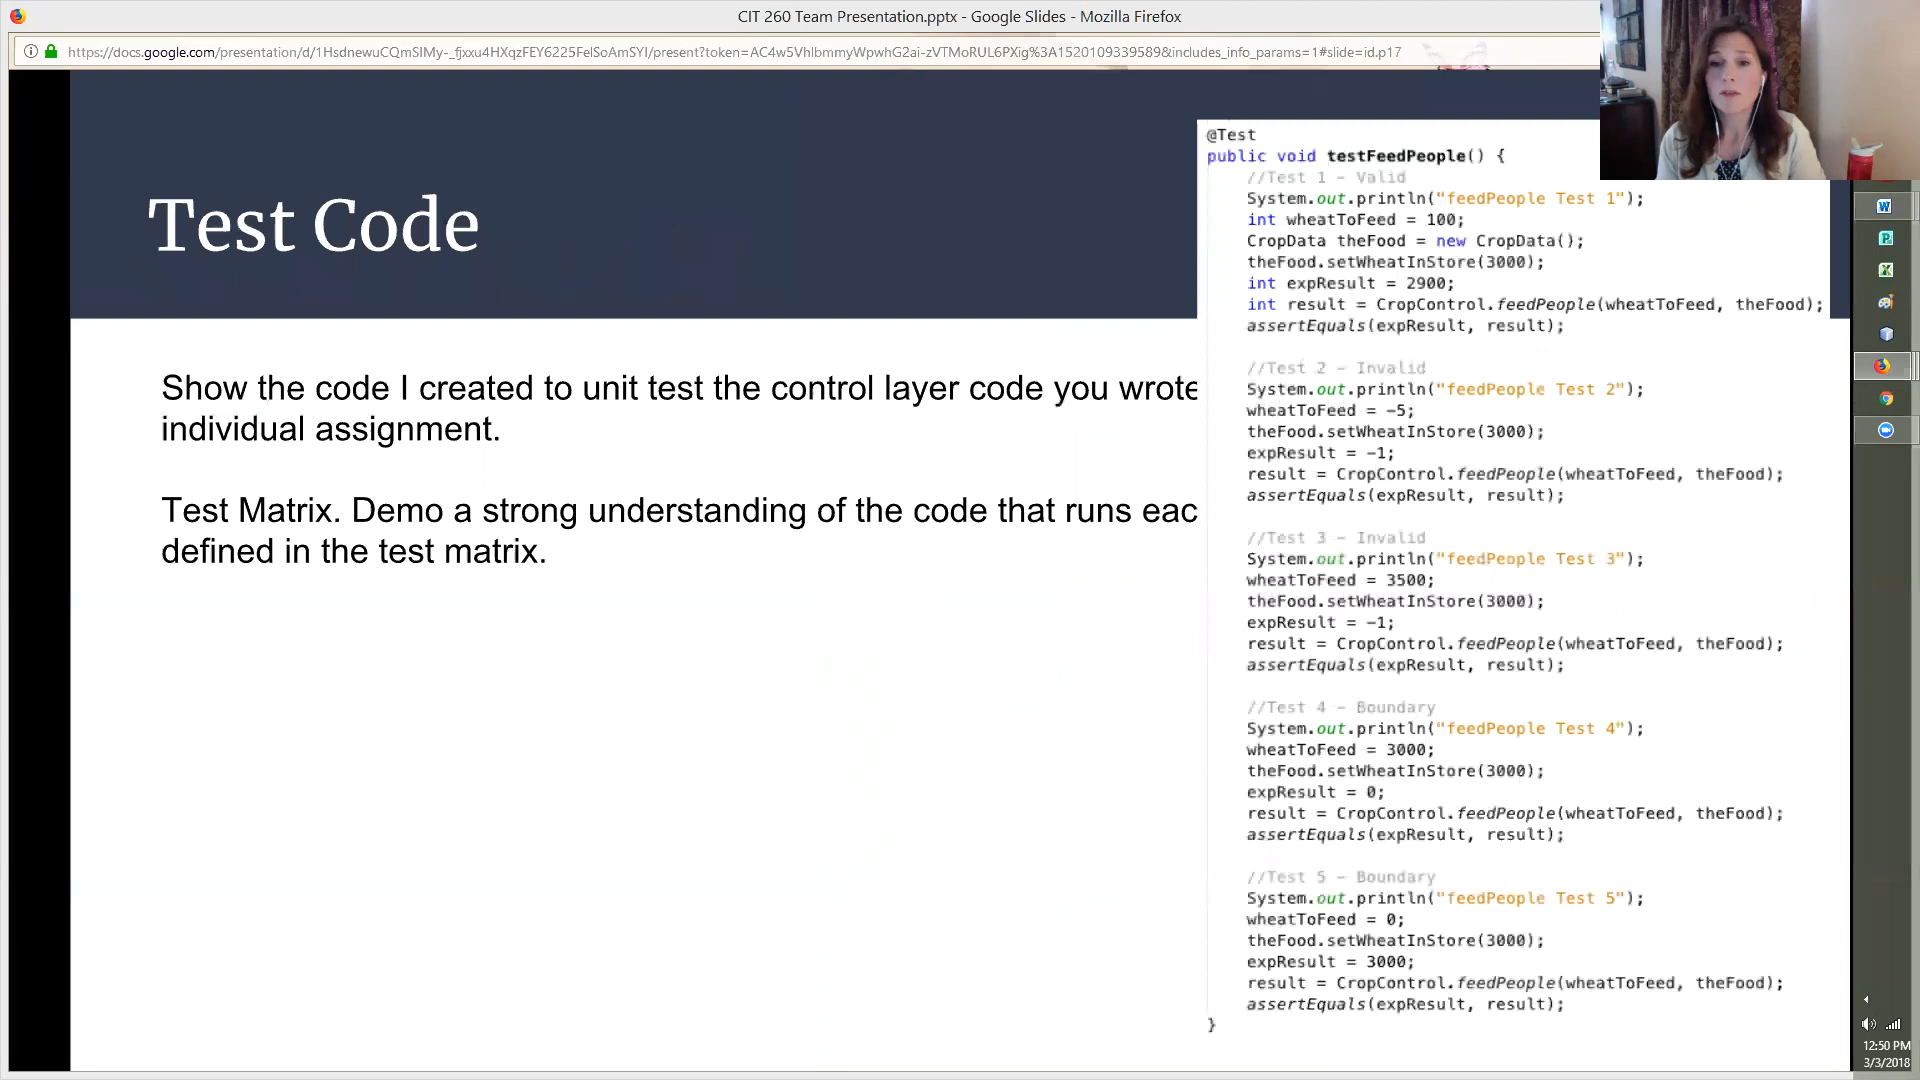 CIT 260 Team Presentation.pptx - Google Slides - Mozilla Firefox
https://docs.google.com/presentation/d/1HsdnewuCQmSIMy-_fjxxu4HXqzFEY6225FelSoAmSYI/present?token=AC4w5VhlbmmyWpwhG2ai-zVTMoRUL6PXig%3A1520109339589&includes_info_params=1#slide=id.p17
Test Code
Show the code I created to unit test the control layer code you wrote
individual assignment.
Test Matrix. Demo a strong understanding of the code that runs eac
defined in the test matrix.
@Test
public void testFeedPeople() {
//Test 1 - Valid
System.out.println("feedPeople Test 1");
int wheatToFeed = 100;
CropData theFood = new CropData();
theFood.setWheatInStore(3000);
int expResult = 2900;
int result = CropControl.feedPeople(wheatToFeed, theFood);
assertEquals(expResult, result);
//Test 2 - Invalid
System.out.println("feedPeople Test 2");
wheatToFeed = -5;
theFood.setWheatInStore(3000);
expResult = -1;
result = CropControl.feedPeople(wheatToFeed, theFood);
assertEquals(expResult, result);
//Test 3 - Invalid
System.out.println("feedPeople Test 3");
wheatToFeed = 3500;
theFood.setWheatInStore(3000);
expResult = -1;
result = CropControl.feedPeople(wheatToFeed, theFood);
assertEquals(expResult, result);
//Test 4 - Boundary
System.out.println("feedPeople Test 4");
wheatToFeed = 3000;
theFood.setWheatInStore(3000);
expResult = 0;
result = CropControl.feedPeople(wheatToFeed, theFood);
assertEquals(expResult, result);
//Test 5 - Boundary
System.out.println("feedPeople Test 5");
wheatToFeed = 0;
theFood.setWheatInStore(3000);
expResult = 3000;
result = CropControl.feedPeople(wheatToFeed, theFood);
assertEquals(expResult, result);
}
12:50 PM
3/3/2018